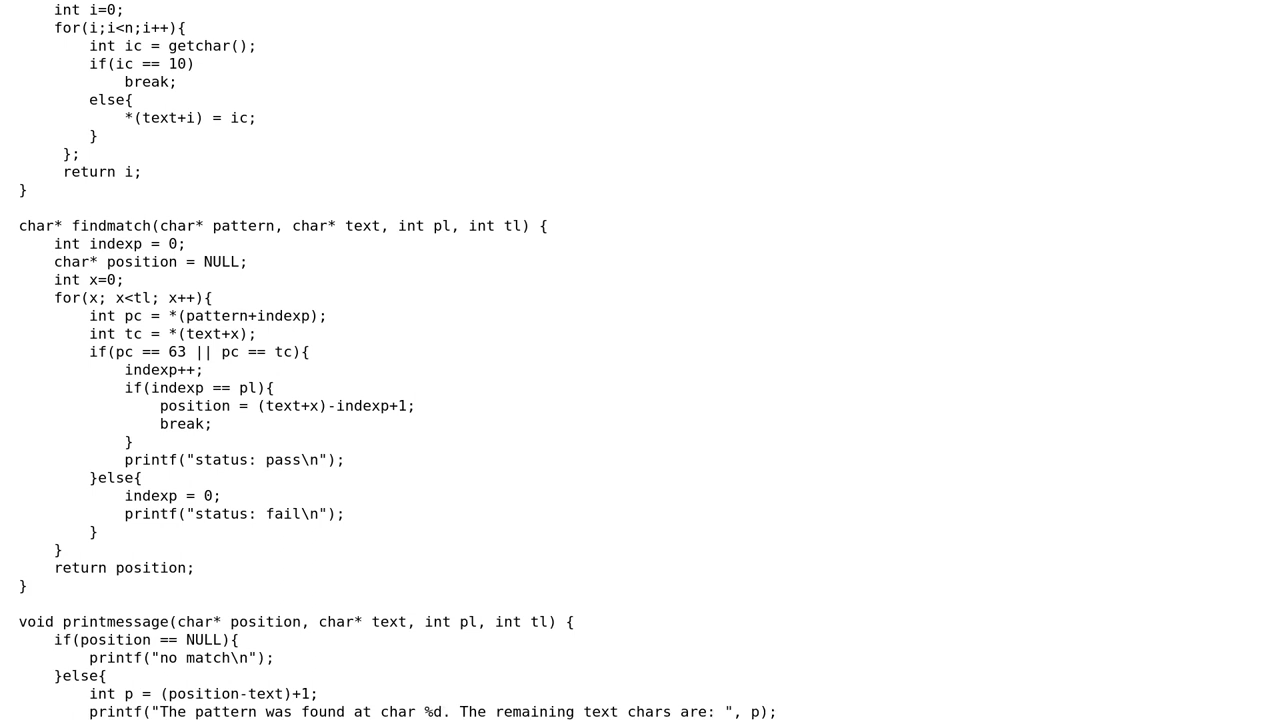 int i=0;
    for(i;i<n;i++){
        int ic = getchar();
        if(ic == 10)
            break;
        else{
            *(text+i) = ic;
        }
     };
     return i;
}

char* findmatch(char* pattern, char* text, int pl, int tl) {
    int indexp = 0;
    char* position = NULL;
    int x=0;
    for(x; x<tl; x++){
        int pc = *(pattern+indexp);
        int tc = *(text+x);
        if(pc == 63 || pc == tc){
            indexp++;
            if(indexp == pl){
                position = (text+x)-indexp+1;
                break;
            }
            printf("status: pass\n");
        }else{
            indexp = 0;
            printf("status: fail\n");
        }
    }
    return position;
}

void printmessage(char* position, char* text, int pl, int tl) {
    if(position == NULL){
        printf("no match\n");
    }else{
        int p = (position-text)+1;
        printf("The pattern was found at char %d. The remaining text chars are: ", p);